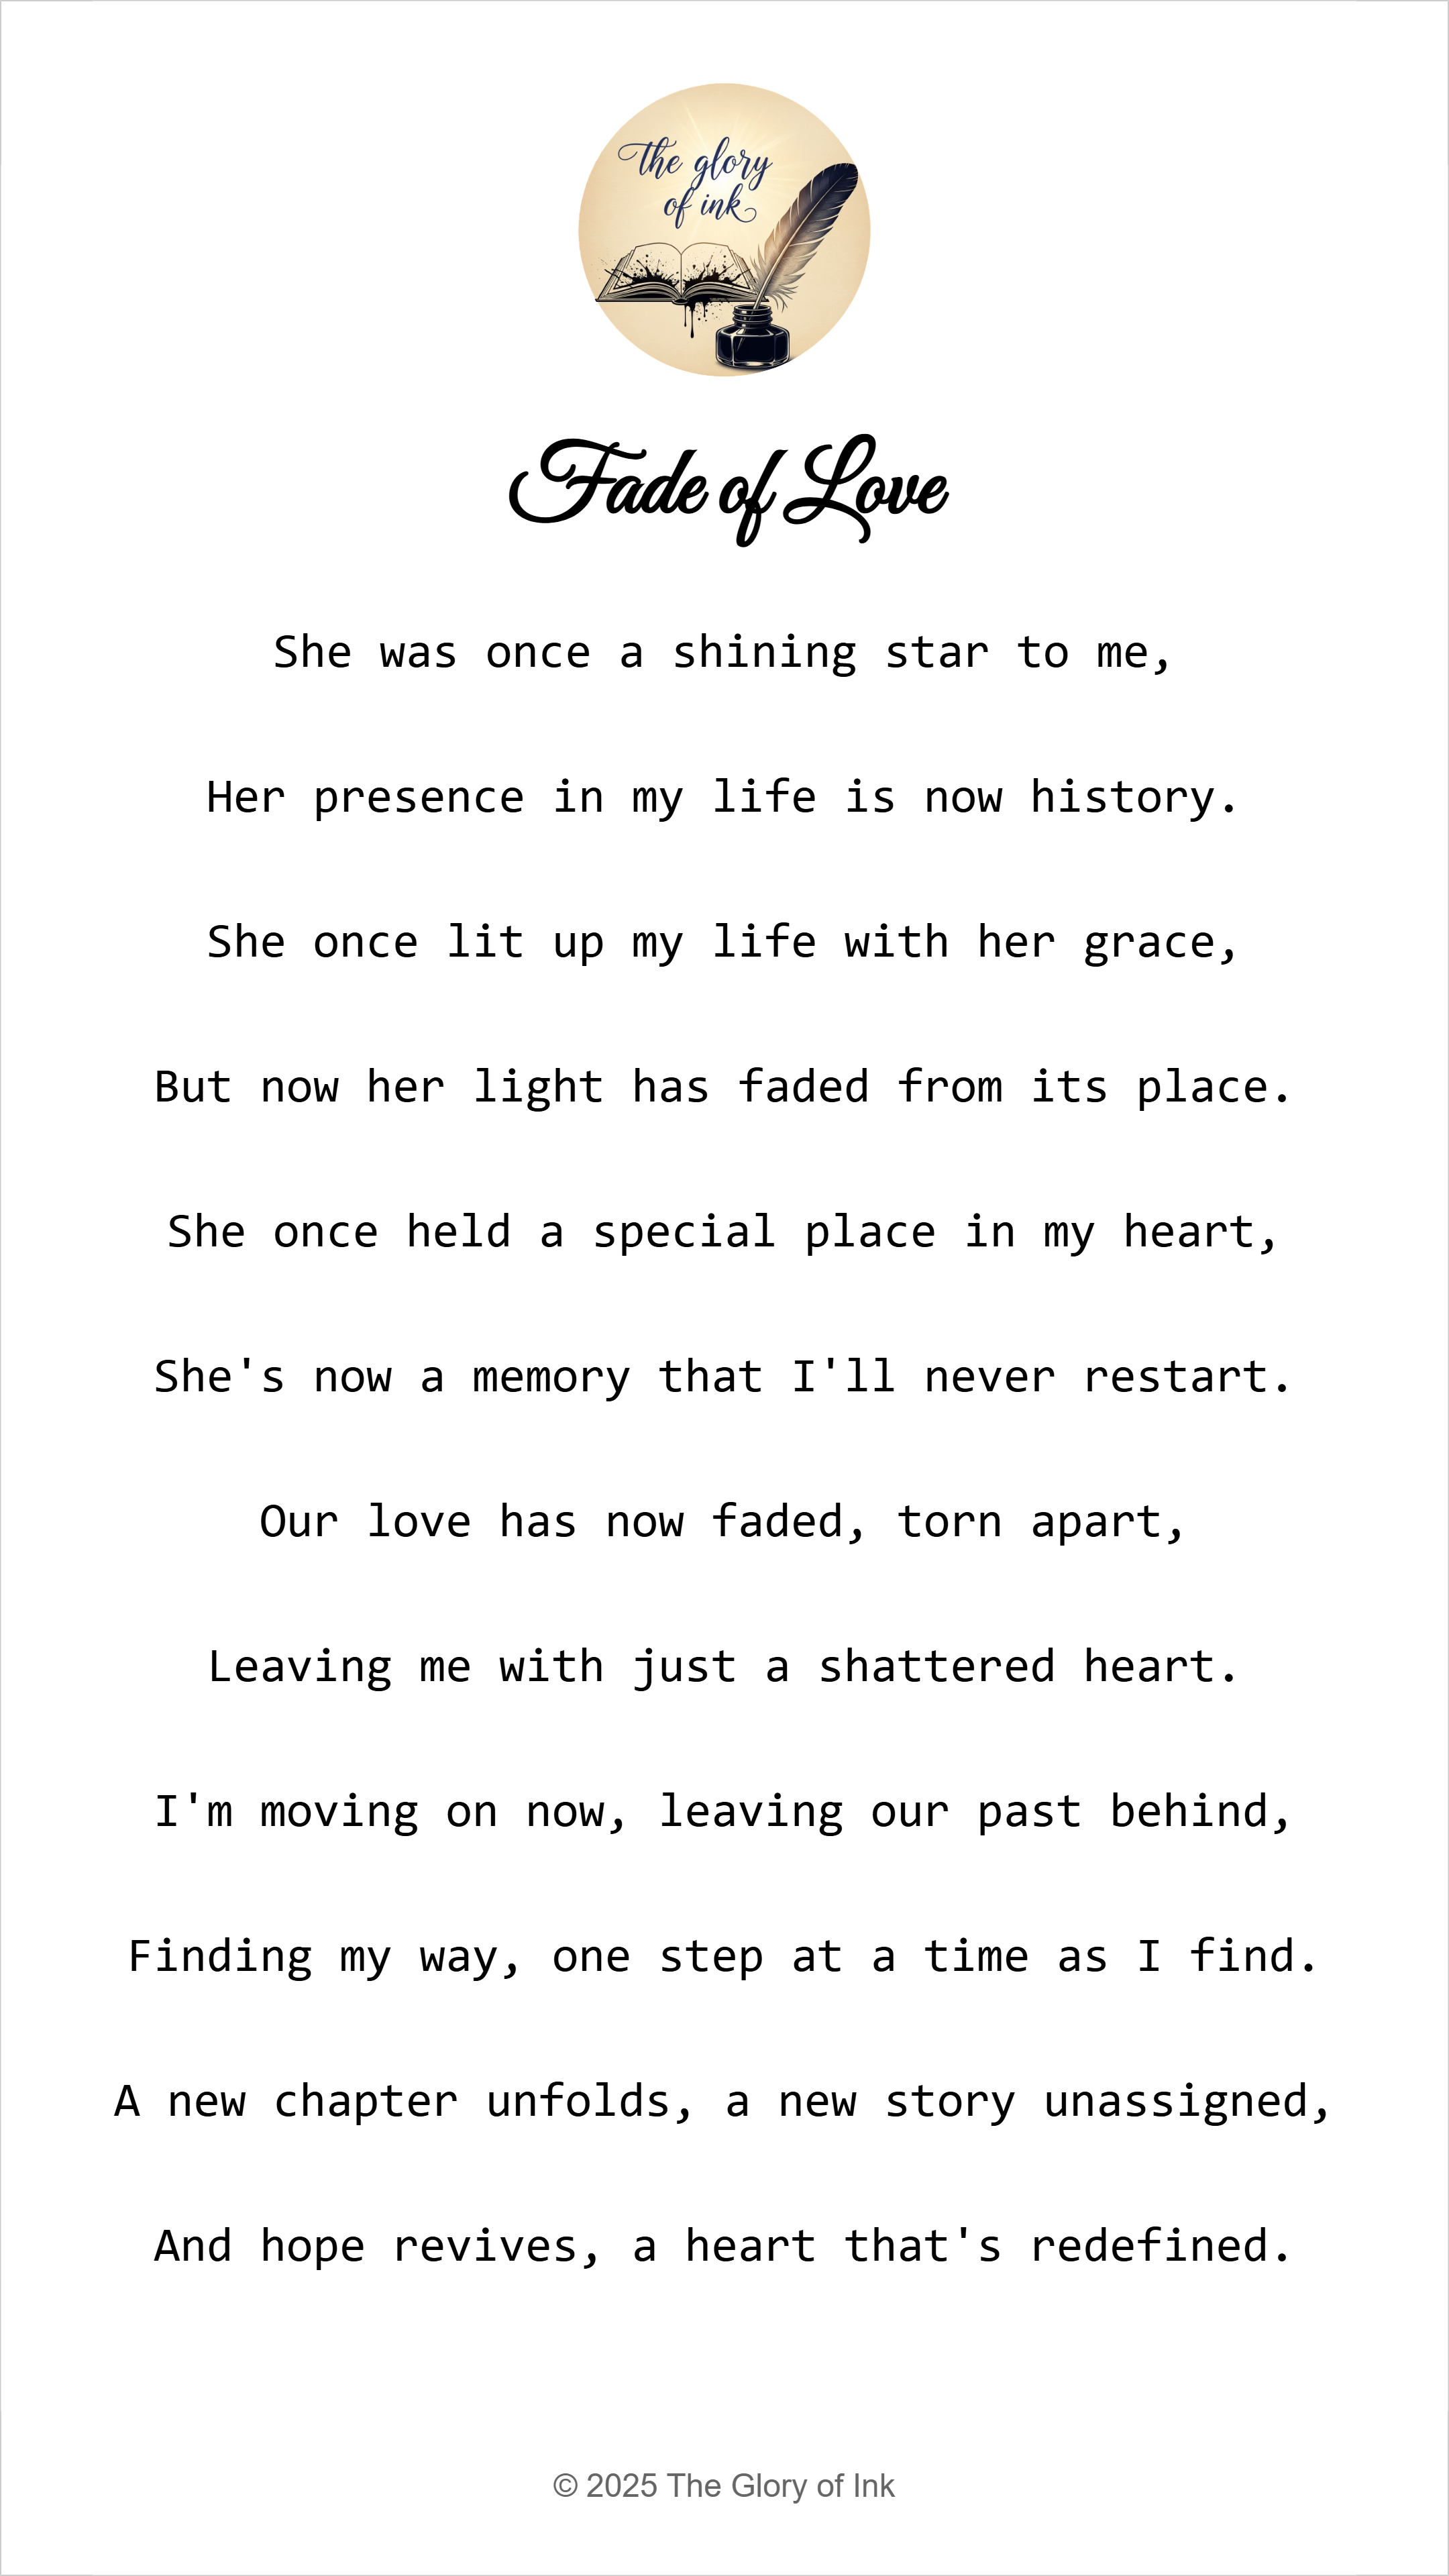 the glory
of ink
Fade of Love
She was once a shining star to me,
Her presence in my life is now history.
She once lit up my life with her grace,
But now her light has faded from its place.
She once held a special place in my heart,
She's now a memory that I'll never restart.
Our love has now faded, torn apart,
Leaving me with just a shattered heart.
I'm moving on now, leaving our past behind,
Finding my way, one step at a time as I find.
A new chapter unfolds, a new story unassigned,
And hope revives, a heart that's redefined.
© 2025 The Glory of Ink